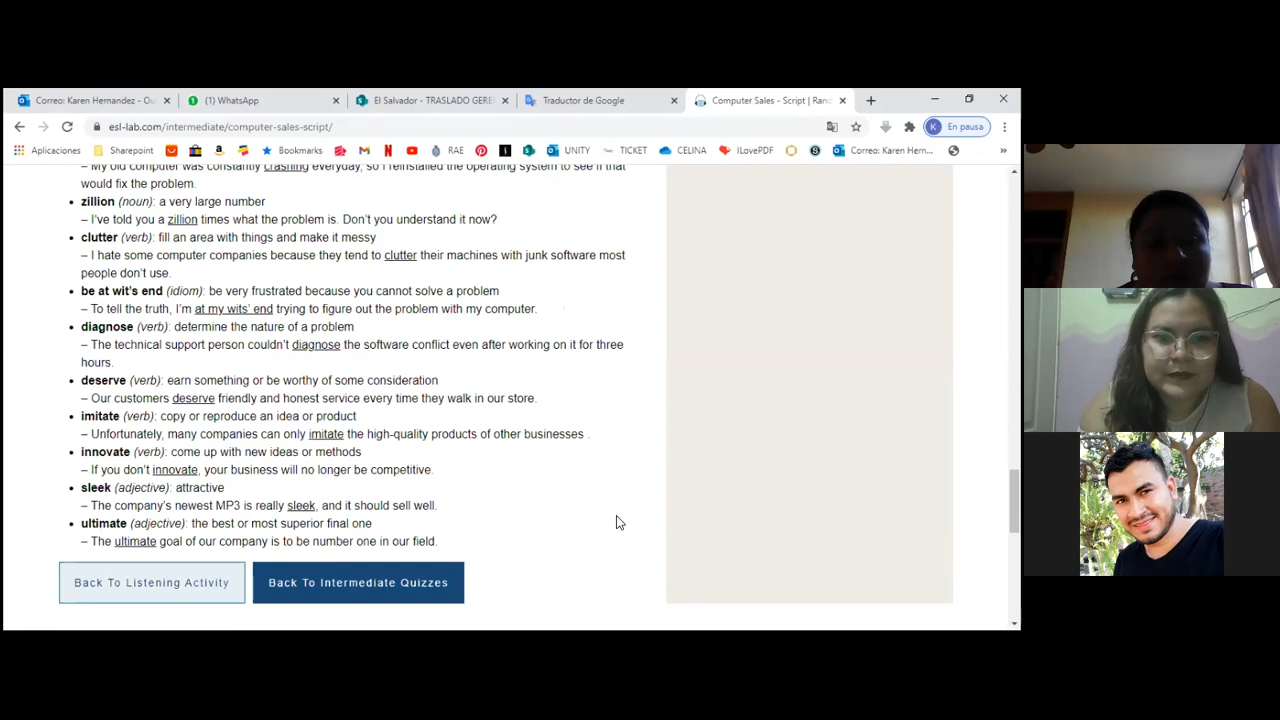 Correo: Karen Hernandez - Ou
(1) WhatsApp
El Salvador - TRASLADO GERE
Traductor de Google
Computer Sales - Script | Ran
esl-lab.com/intermediate/computer-sales-script/
En pausa
Aplicaciones
Sharepoint
Bookmarks
RAE
UNITY
TICKET
CELINA
ILovePDF
Correo: Karen Hern...
– My old computer was constantly crashing everyday, so I reinstalled the operating system to see if that
would fix the problem.
• zillion (noun): a very large number
– I've told you a zillion times what the problem is. Don't you understand it now?
• clutter (verb): fill an area with things and make it messy
– I hate some computer companies because they tend to clutter their machines with junk software most
people don't use.
• be at wit's end (idiom): be very frustrated because you cannot solve a problem
– To tell the truth, I'm at my wits' end trying to figure out the problem with my computer.
• diagnose (verb): determine the nature of a problem
– The technical support person couldn't diagnose the software conflict even after working on it for three
hours.
• deserve (verb): earn something or be worthy of some consideration
– Our customers deserve friendly and honest service every time they walk in our store.
• imitate (verb): copy or reproduce an idea or product
– Unfortunately, many companies can only imitate the high-quality products of other businesses .
• innovate (verb): come up with new ideas or methods
– If you don't innovate, your business will no longer be competitive.
• sleek (adjective): attractive
– The company's newest MP3 is really sleek, and it should sell well.
• ultimate (adjective): the best or most superior final one
– The ultimate goal of our company is to be number one in our field.
Back To Listening Activity
Back To Intermediate Quizzes